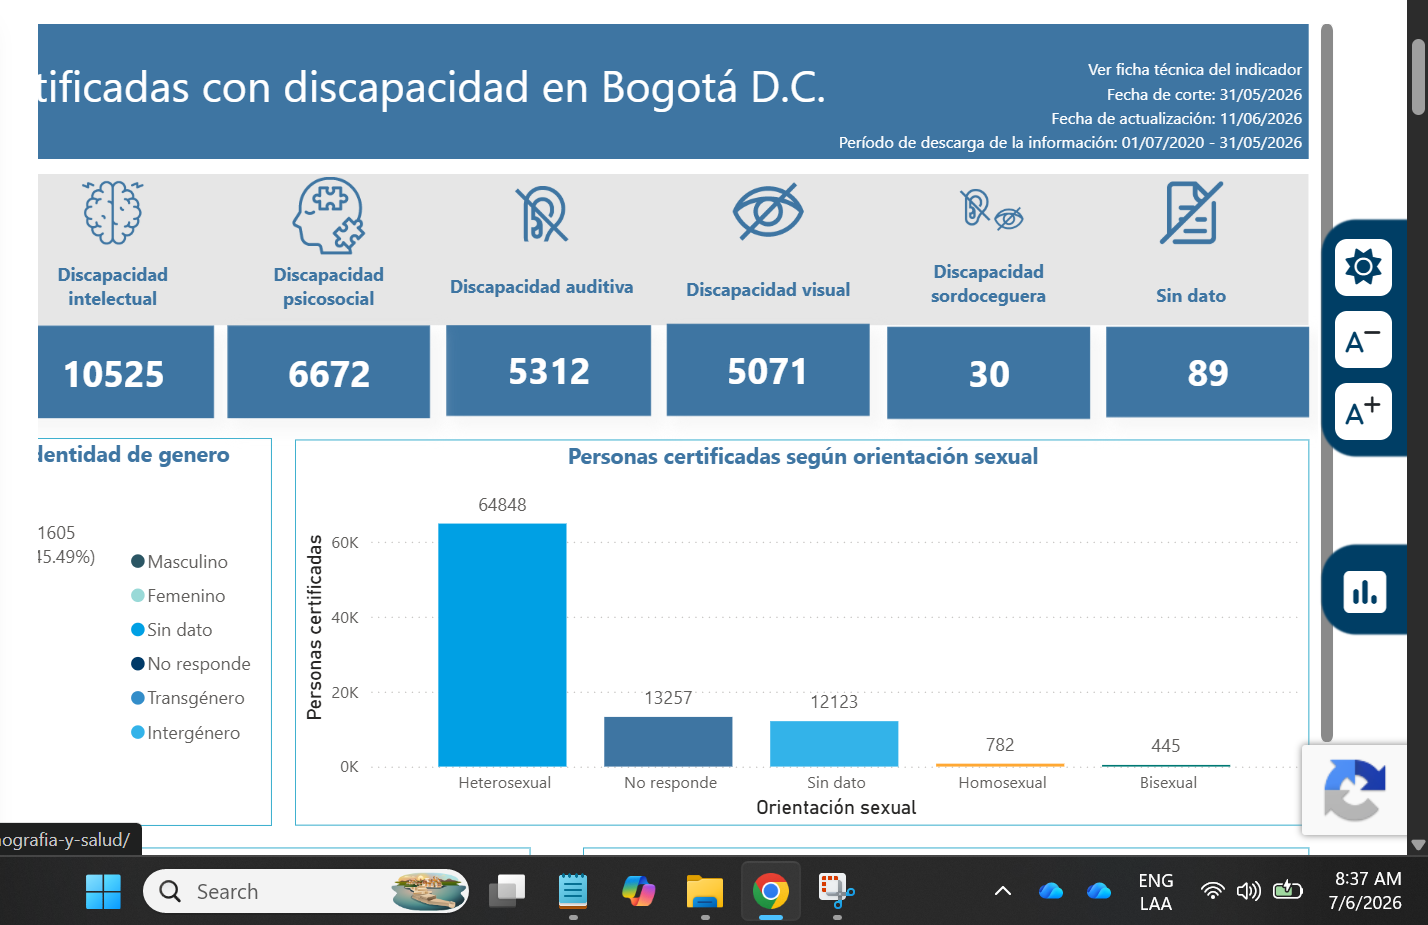 tificadas con discapacidad en Bogotá D.C.
Ver ficha técnica del indicador
Fecha de corte: 31/05/2026
Fecha de actualización: 11/06/2026
Período de descarga de la información: 01/07/2020 - 31/05/2026
Discapacidad
intelectual
Discapacidad
psicosocial
Discapacidad auditiva
Discapacidad visual
Discapacidad
sordoceguera
Sin dato
10525
6672
5312
5071
30
89
A−
A+
dentidad de genero
1605
45.49%)
Masculino
Femenino
Sin dato
No responde
Transgénero
Intergénero
Personas certificadas según orientación sexual
Personas certificadas
60K
40K
20K
0K
64848
13257
12123
782
445
Heterosexual
No responde
Sin dato
Homosexual
Bisexual
Orientación sexual
ografia-y-salud/
Search
ENG
LAA
8:37 AM
7/6/2026